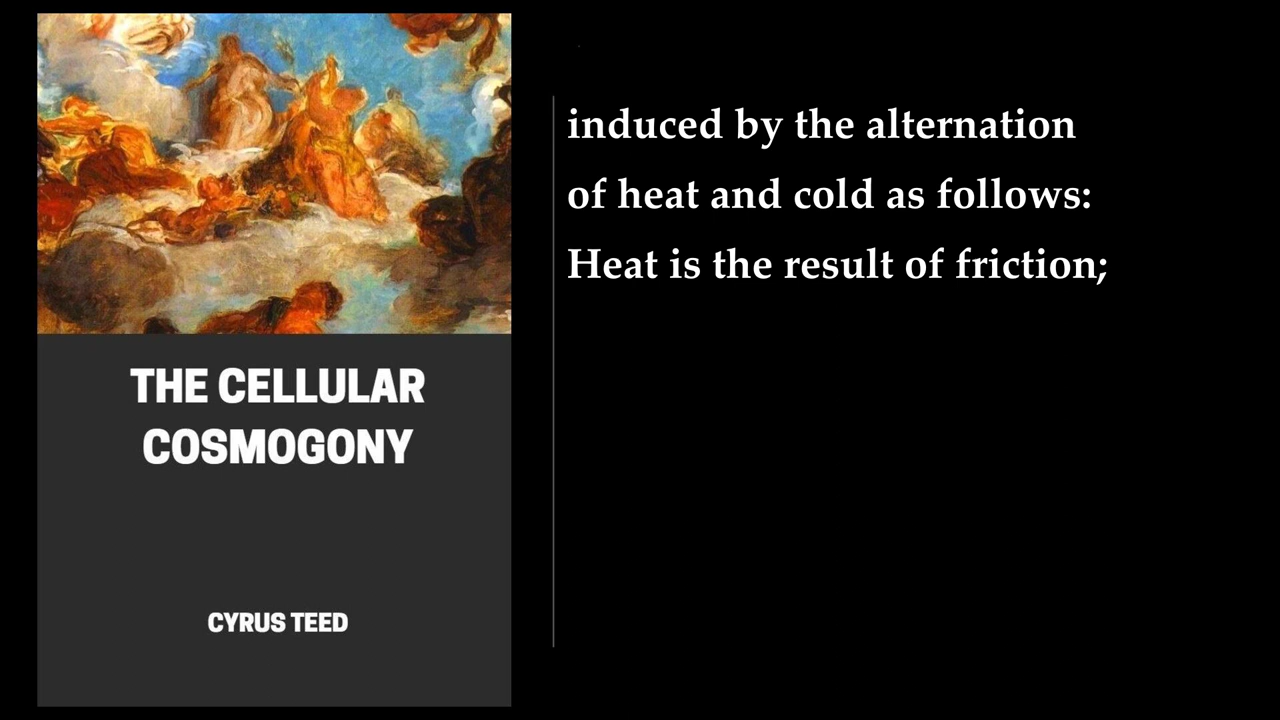 THE CELLULAR
COSMOGONY
CYRUS TEED
induced by the alternation
of heat and cold as follows:
Heat is the result of friction;